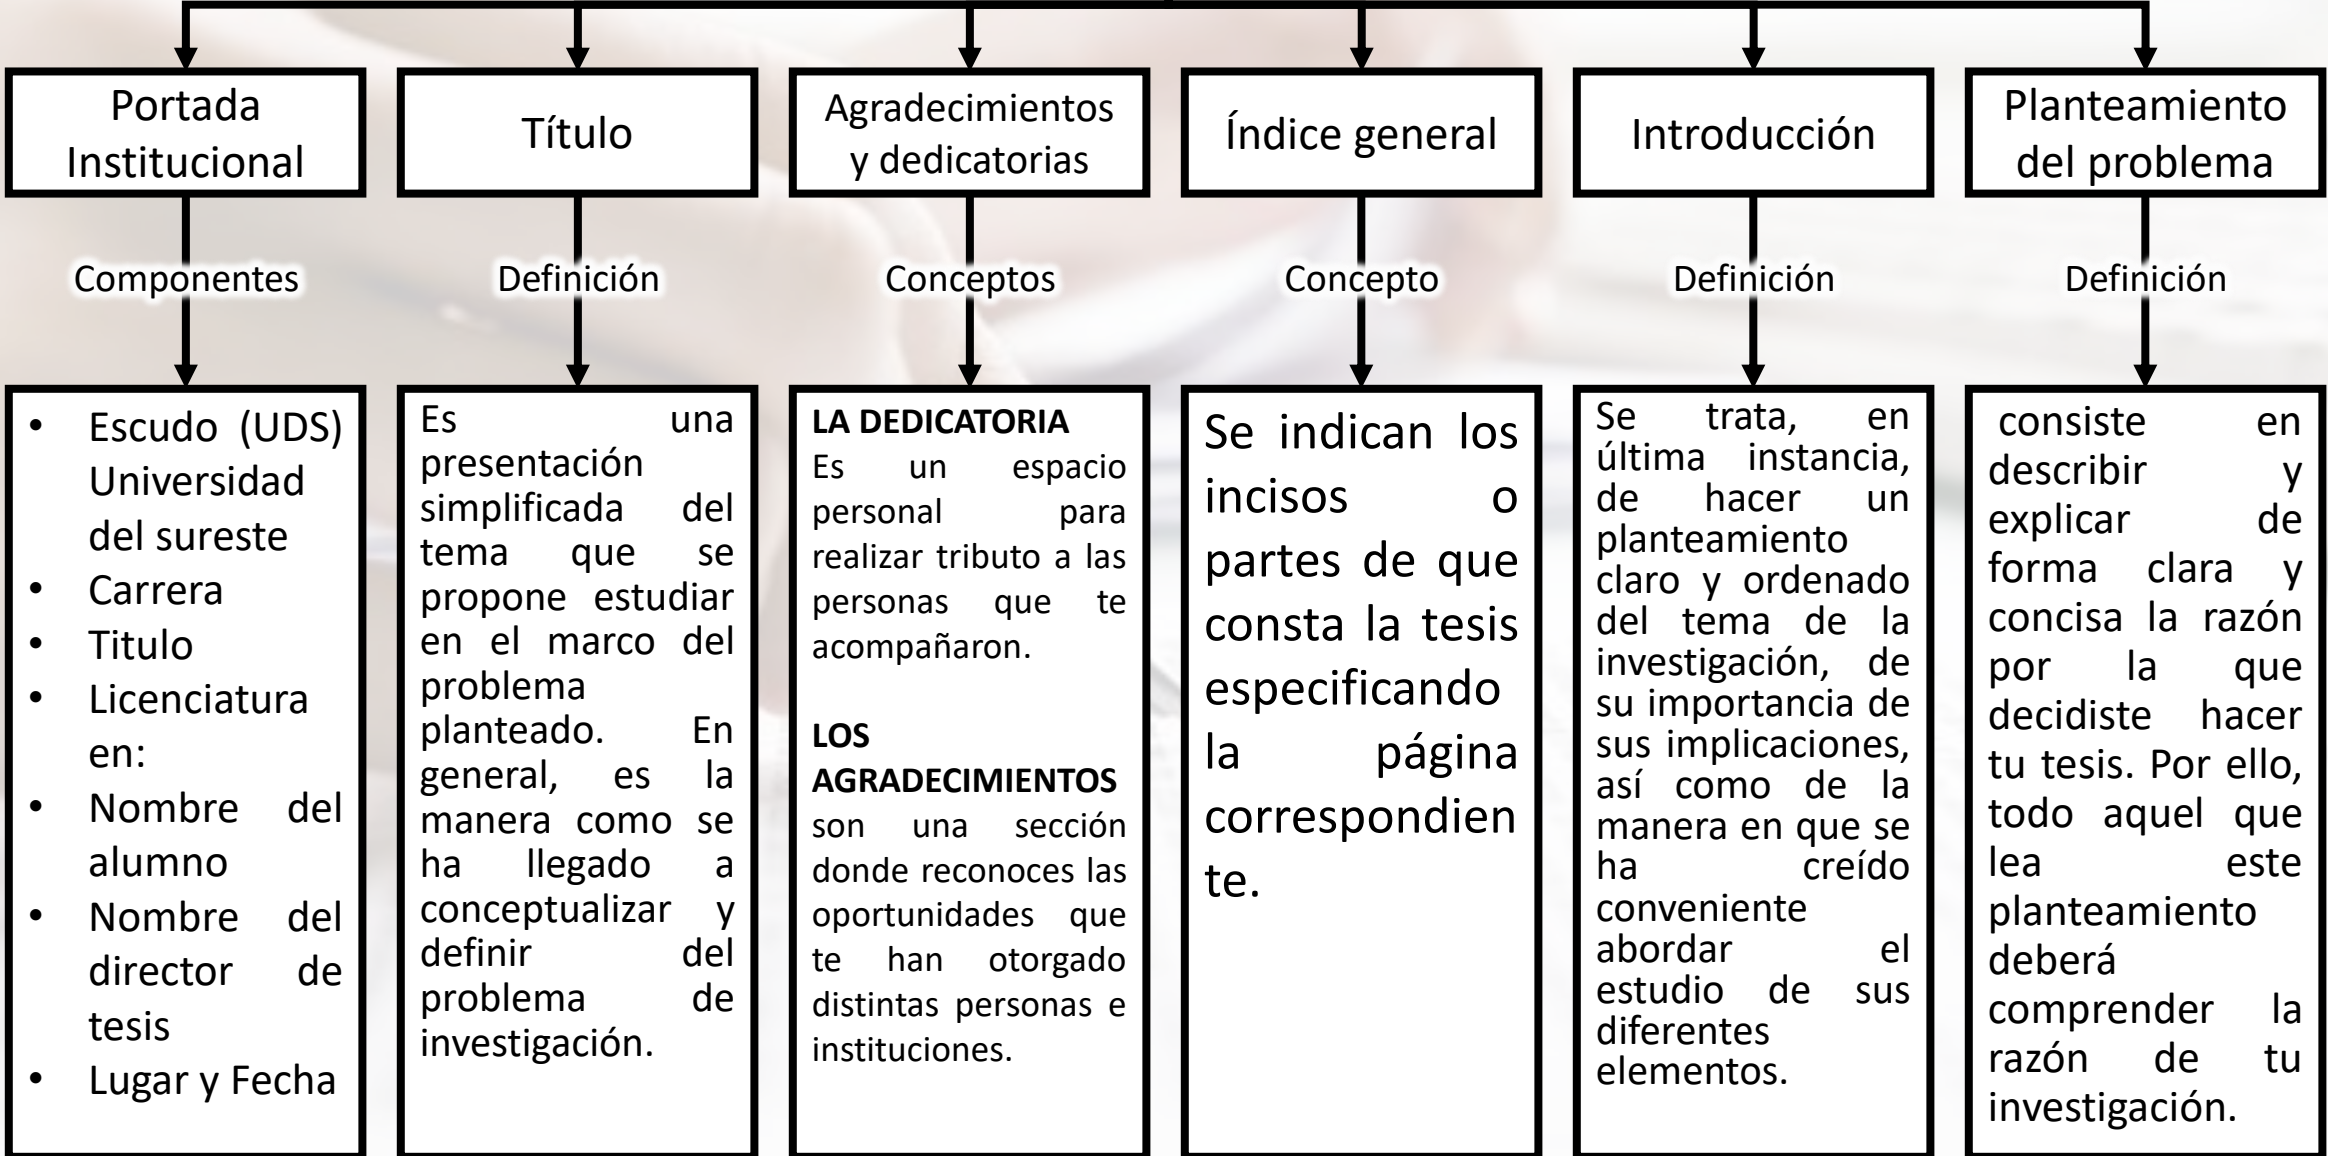 Portada
Institucional
Componentes
• Escudo (UDS)
Universidad
del sureste
• Carrera
• Titulo
• Licenciatura
en:
• Nombre del
alumno
• Nombre del
director de
tesis
• Lugar y Fecha
Título
Definición
Es una
presentación
simplificada del
tema que se
propone estudiar
en el marco del
problema
planteado. En
general, es la
manera como se
ha llegado a
conceptualizar y
definir del
problema de
investigación.
Agradecimientos
y dedicatorias
Conceptos
LA DEDICATORIA
Es un espacio
personal para
realizar tributo a las
personas que te
acompañaron.
LOS
AGRADECIMIENTOS
son una sección
donde reconoces las
oportunidades que
te han otorgado
distintas personas e
instituciones.
Índice general
Concepto
Se indican los
incisos o
partes de que
consta la tesis
especificando
la página
correspondien
te.
Introducción
Definición
Se trata, en
última instancia,
de hacer un
planteamiento
claro y ordenado
del tema de la
investigación, de
su importancia de
sus implicaciones,
así como de la
manera en que se
ha creído
conveniente
abordar el
estudio de sus
diferentes
elementos.
Planteamiento
del problema
Definición
consiste en
describir y
explicar de
forma clara y
concisa la razón
por la que
decidiste hacer
tu tesis. Por ello,
todo aquel que
lea este
planteamiento
deberá
comprender la
razón de tu
investigación.